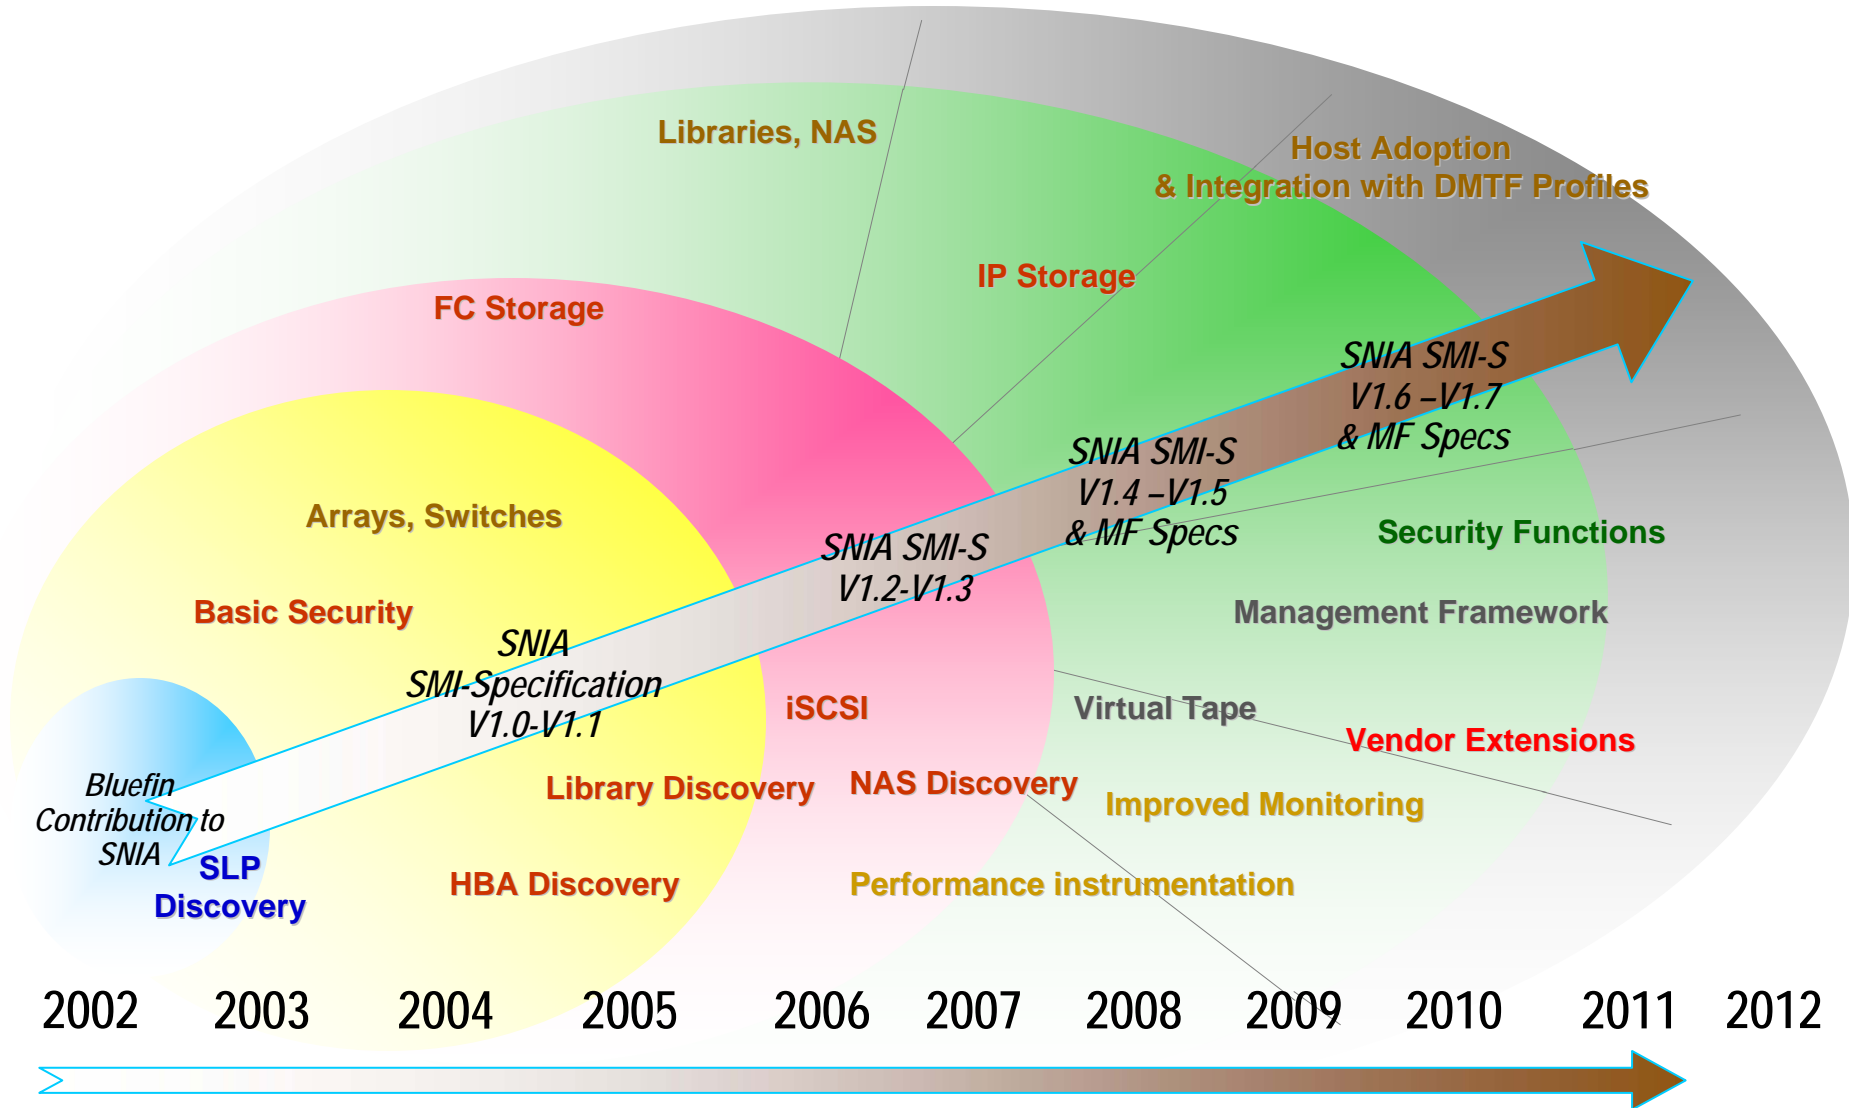 Libraries, NAS
Host Adoption
& Integration with DMTF Profiles
IP Storage
FC Storage
SNIA SMI-S
V1.6 –V1.7
& MF Specs
SNIA SMI-S
V1.4 –V1.5
& MF Specs
Arrays, Switches
SNIA SMI-S
V1.2-V1.3
Security Functions
Basic Security
Management Framework
SNIA
SMI-Specification
V1.0-V1.1
iSCSI
Virtual Tape
Vendor Extensions
Bluefin
Contribution to
SNIA
Library Discovery
NAS Discovery
Improved Monitoring
SLP
Discovery
HBA Discovery
Performance instrumentation
2002 2003 2004 2005 2006 2007 2008 2009 2010 2011 2012